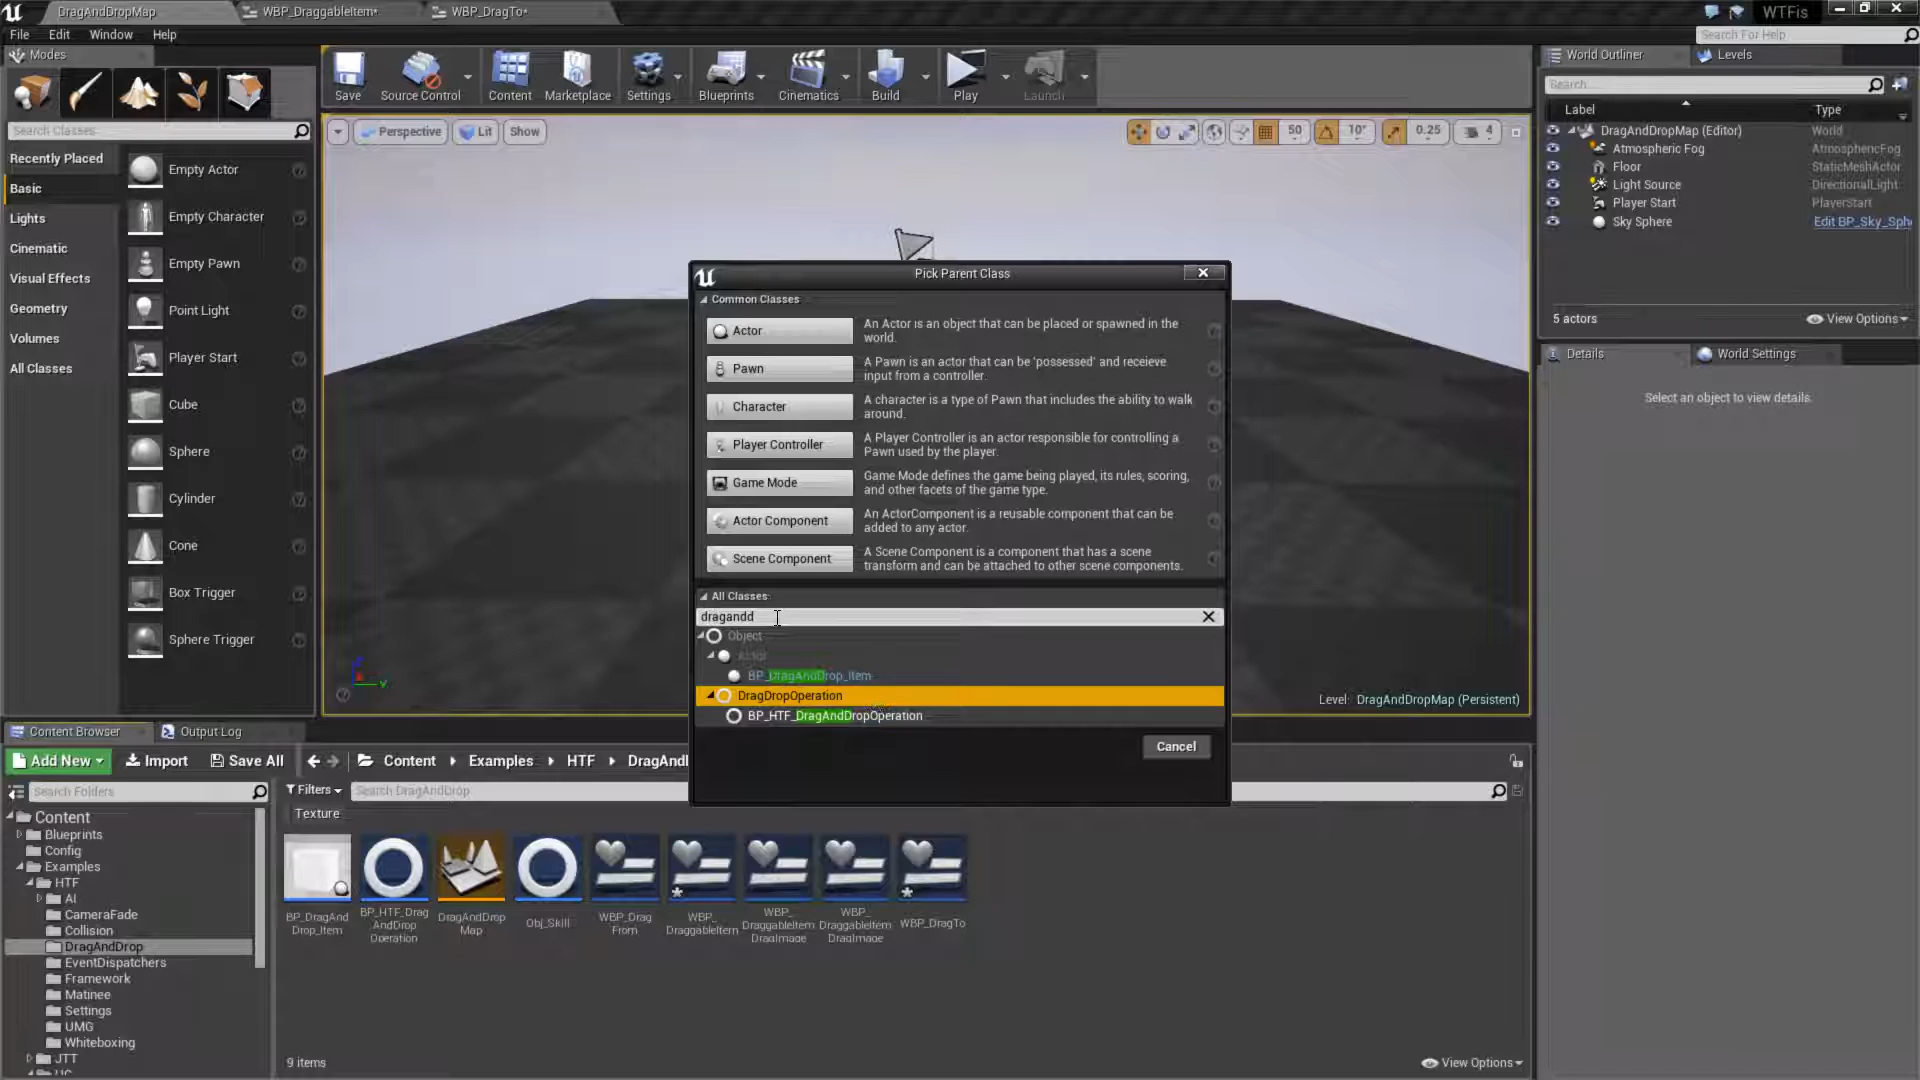 DragAndDropMap
WBP_DraggableItem*
WBP_DragTo*
WTFis
File Edit Window Help
Search For Help
Modes
Search Classes
Recently Placed
Basic
Lights
Cinematic
Visual Effects
Geometry
Volumes
All Classes
Empty Actor
Empty Character
Empty Pawn
Point Light
Player Start
Cube
Sphere
Cylinder
Cone
Box Trigger
Sphere Trigger
Save
Source Control
Content
Marketplace
Settings
Blueprints
Cinematics
Build
Play
Launch
Perspective
Lit
Show
50
10°
0.25
4
Level: DragAndDropMap (Persistent)
Pick Parent Class
Common Classes
Actor
An Actor is an object that can be placed or spawned in the
world.
Pawn
A Pawn is an actor that can be 'possessed' and receieve
input from a controller.
Character
A character is a type of Pawn that includes the ability to walk
around.
Player Controller
A Player Controller is an actor responsible for controlling a
Pawn used by the player.
Game Mode
Game Mode defines the game being played, its rules, scoring,
and other facets of the game type.
Actor Component
An ActorComponent is a reusable component that can be
added to any actor.
Scene Component
A Scene Component is a component that has a scene
transform and can be attached to other scene components.
All Classes
dragandd
Object
Actor
BP_DragAndDrop_Item
DragDropOperation
BP_HTF_DragAndDropOperation
Cancel
World Outliner
Levels
Search...
Label Type
DragAndDropMap (Editor) World
Atmospheric Fog AtmosphericFog
Floor StaticMeshActor
Light Source DirectionalLight
Player Start PlayerStart
Sky Sphere Edit BP_Sky_Sph
5 actors
View Options
Details
World Settings
Select an object to view details.
Content Browser
Output Log
Add New
Import
Save All
Content
Examples
HTF
DragAndI
Search Folders
Filters
Search DragAndDrop
Texture
Content
Blueprints
Config
Examples
HTF
AI
CameraFade
Collision
DragAndDrop
EventDispatchers
Framework
Matinee
Settings
UMG
Whiteboxing
JTT
BP_DragAnd
Drop_Item
BP_HTF_Drag
AndDrop
Operation
DragAndDrop
Map
Obj_Skill
WBP_Drag
From
WBP_
DraggableItem
WBP_
DraggableItem
DragImage
WBP_
DraggableItem
DragImage
WBP_DragTo
9 items
View Options